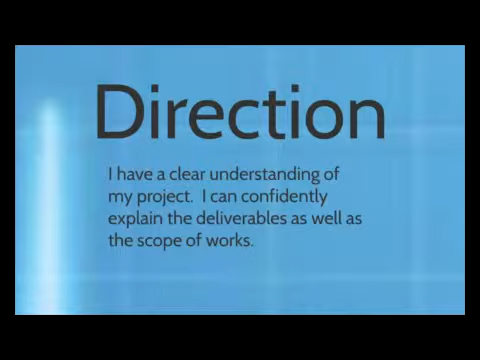 Direction
I have a clear understanding of
my project.  I can confidently
explain the deliverables as well as
the scope of works.